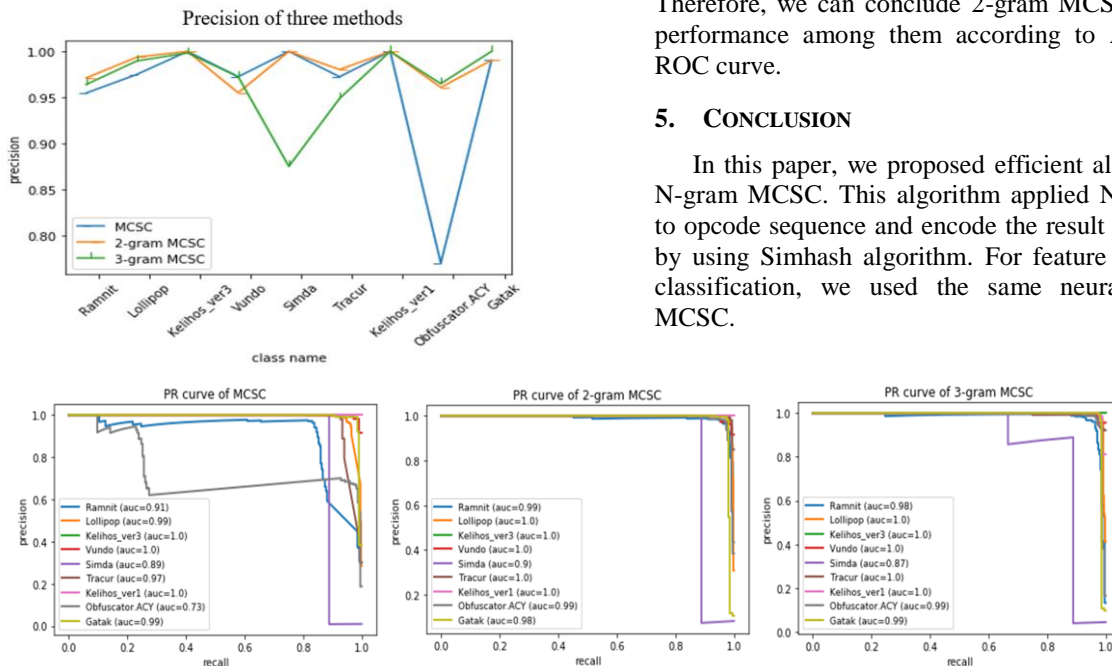 Precision of three methods
1.00
0.95
0.90
0.85
0.80
precision
MCSC
2-gram MCSC
3-gram MCSC
Ramnit
Lollipop
Kelihos_ver3
Vundo
Simda
Tracur
Kelihos_ver1
Obfuscator.ACY
Gatak
class name
Therefore, we can conclude 2-gram MCS
performance among them according to
ROC curve.
5. CONCLUSION
In this paper, we proposed efficient al
N-gram MCSC. This algorithm applied N
to opcode sequence and encode the result
by using Simhash algorithm. For feature
classification, we used the same neura
MCSC.
PR curve of MCSC
1.0
0.8
0.6
0.4
0.2
0.0
precision
Ramnit (auc=0.91)
Lollipop (auc=0.99)
Kelihos_ver3 (auc=1.0)
Vundo (auc=1.0)
Simda (auc=0.89)
Tracur (auc=0.97)
Kelihos_ver1 (auc=1.0)
Obfuscator.ACY (auc=0.73)
Gatak (auc=0.99)
0.0 0.2 0.4 0.6 0.8 1.0
recall
PR curve of 2-gram MCSC
1.0
0.8
0.6
0.4
0.2
precision
Ramnit (auc=0.99)
Lollipop (auc=1.0)
Kelihos_ver3 (auc=1.0)
Vundo (auc=1.0)
Simda (auc=0.9)
Tracur (auc=1.0)
Kelihos_ver1 (auc=1.0)
Obfuscator.ACY (auc=0.99)
Gatak (auc=0.98)
0.0 0.2 0.4 0.6 0.8 1.0
recall
PR curve of 3-gram MCSC
1.0
0.8
0.6
0.4
0.2
0.0
precision
Ramnit (auc=0.98)
Lollipop (auc=1.0)
Kelihos_ver3 (auc=1.0)
Vundo (auc=1.0)
Simda (auc=0.87)
Tracur (auc=1.0)
Kelihos_ver1 (auc=1.0)
Obfuscator.ACY (auc=0.99)
Gatak (auc=0.99)
0.0 0.2 0.4 0.6 0.8 1.0
recall